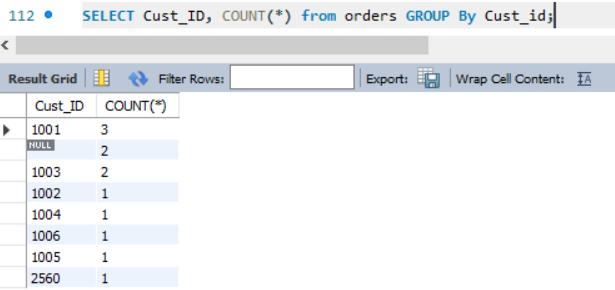 112 SELECT Cust_ID, COUNT(*) from orders GROUP By Cust_id;
Result Grid Filter Rows: Export: Wrap Cell Content: IA
Cust_ID COUNT(*)
1001 3
NULL 2
1003 2
1002 1
1004 1
1006 1
1005 1
2560 1